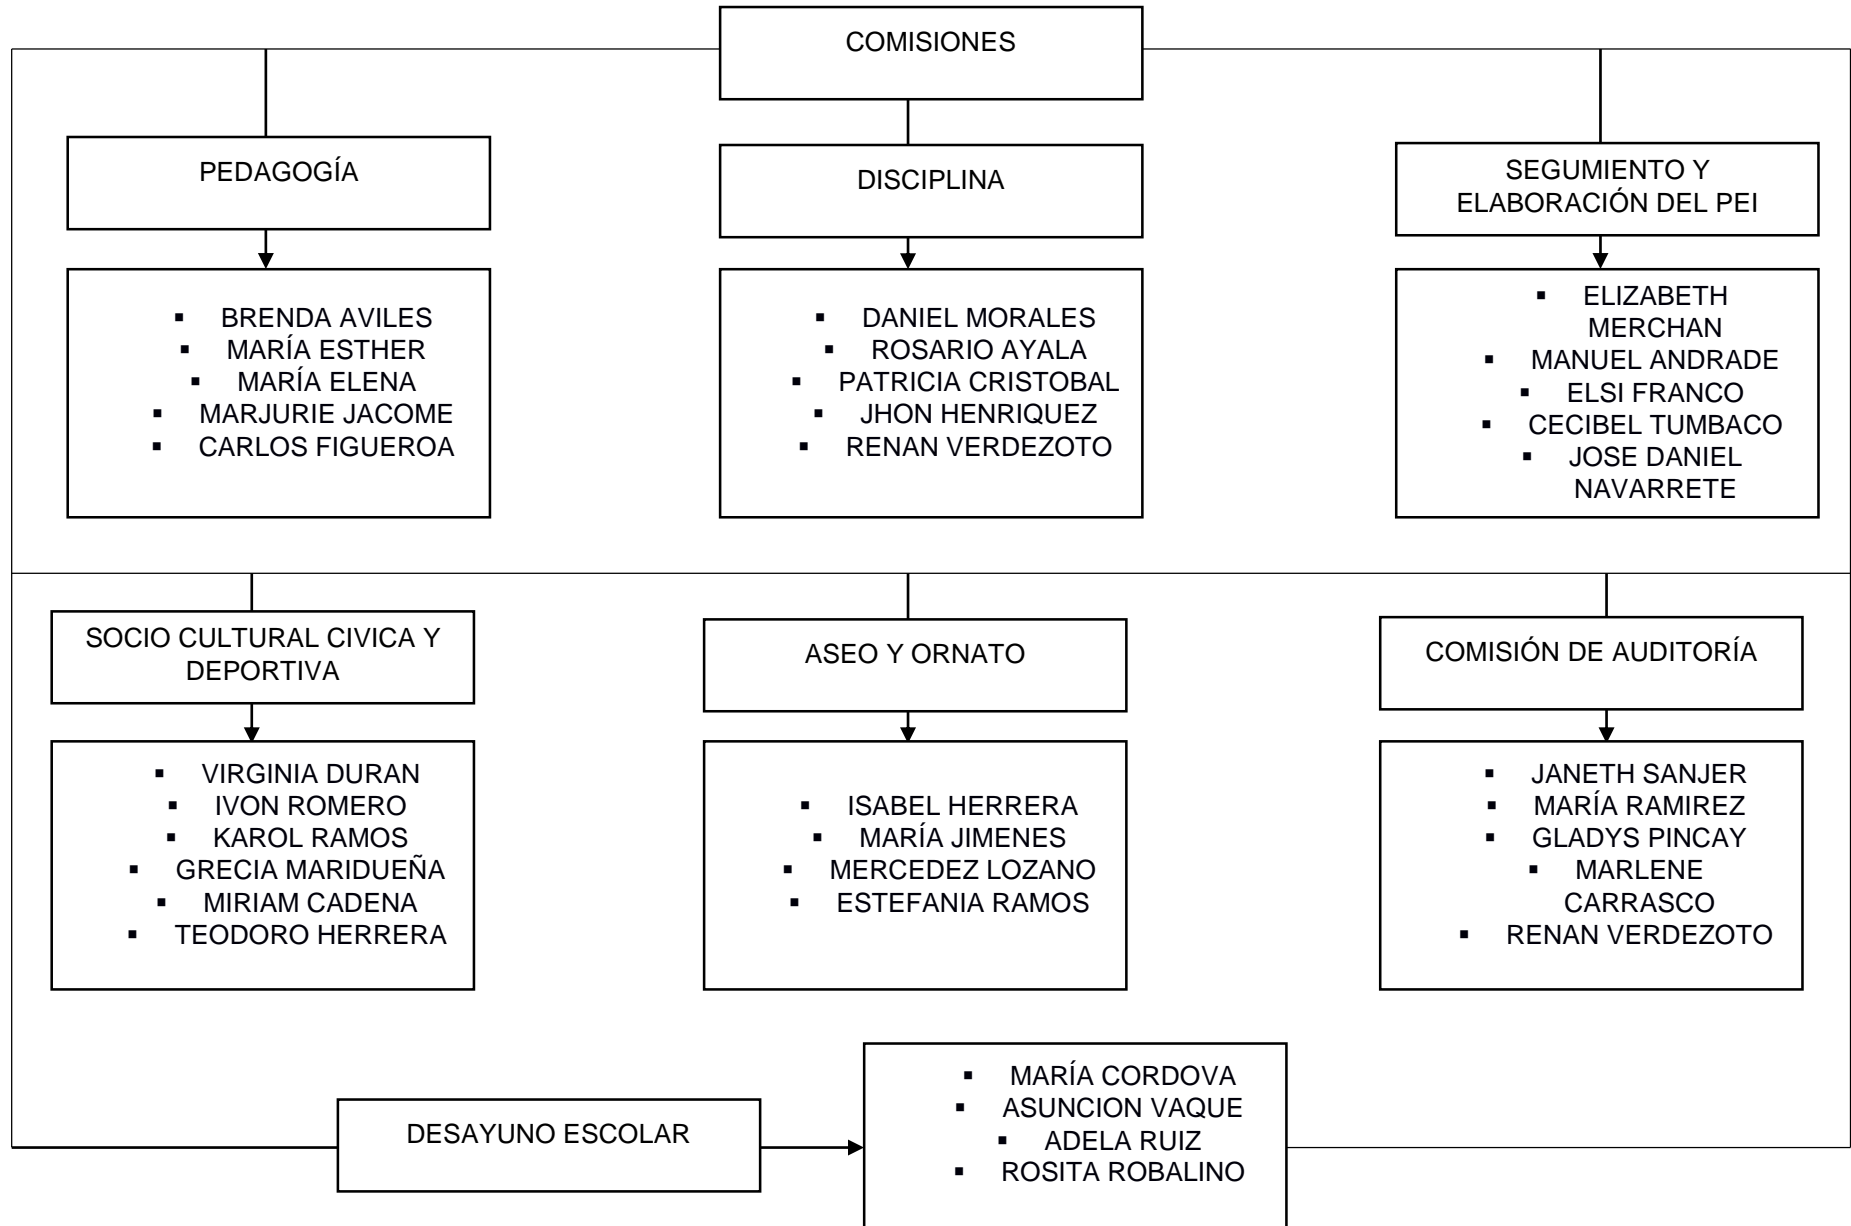 COMISIONES
PEDAGOGÍA
DISCIPLINA
SEGUMIENTO Y
ELABORACIÓN DEL PEI
▪ BRENDA AVILES
▪ MARÍA ESTHER
▪ MARÍA ELENA
▪ MARJURIE JACOME
▪ CARLOS FIGUEROA
▪ DANIEL MORALES
▪ ROSARIO AYALA
▪ PATRICIA CRISTOBAL
▪ JHON HENRIQUEZ
▪ RENAN VERDEZOTO
▪ ELIZABETH
MERCHAN
▪ MANUEL ANDRADE
▪ ELSI FRANCO
▪ CECIBEL TUMBACO
▪ JOSE DANIEL
NAVARRETE
SOCIO CULTURAL CIVICA Y
DEPORTIVA
ASEO Y ORNATO
COMISIÓN DE AUDITORÍA
▪ VIRGINIA DURAN
▪ IVON ROMERO
▪ KAROL RAMOS
▪ GRECIA MARIDUEÑA
▪ MIRIAM CADENA
▪ TEODORO HERRERA
▪ ISABEL HERRERA
▪ MARÍA JIMENES
▪ MERCEDEZ LOZANO
▪ ESTEFANIA RAMOS
▪ JANETH SANJER
▪ MARÍA RAMIREZ
▪ GLADYS PINCAY
▪ MARLENE
CARRASCO
▪ RENAN VERDEZOTO
DESAYUNO ESCOLAR
▪ MARÍA CORDOVA
▪ ASUNCION VAQUE
▪ ADELA RUIZ
▪ ROSITA ROBALINO